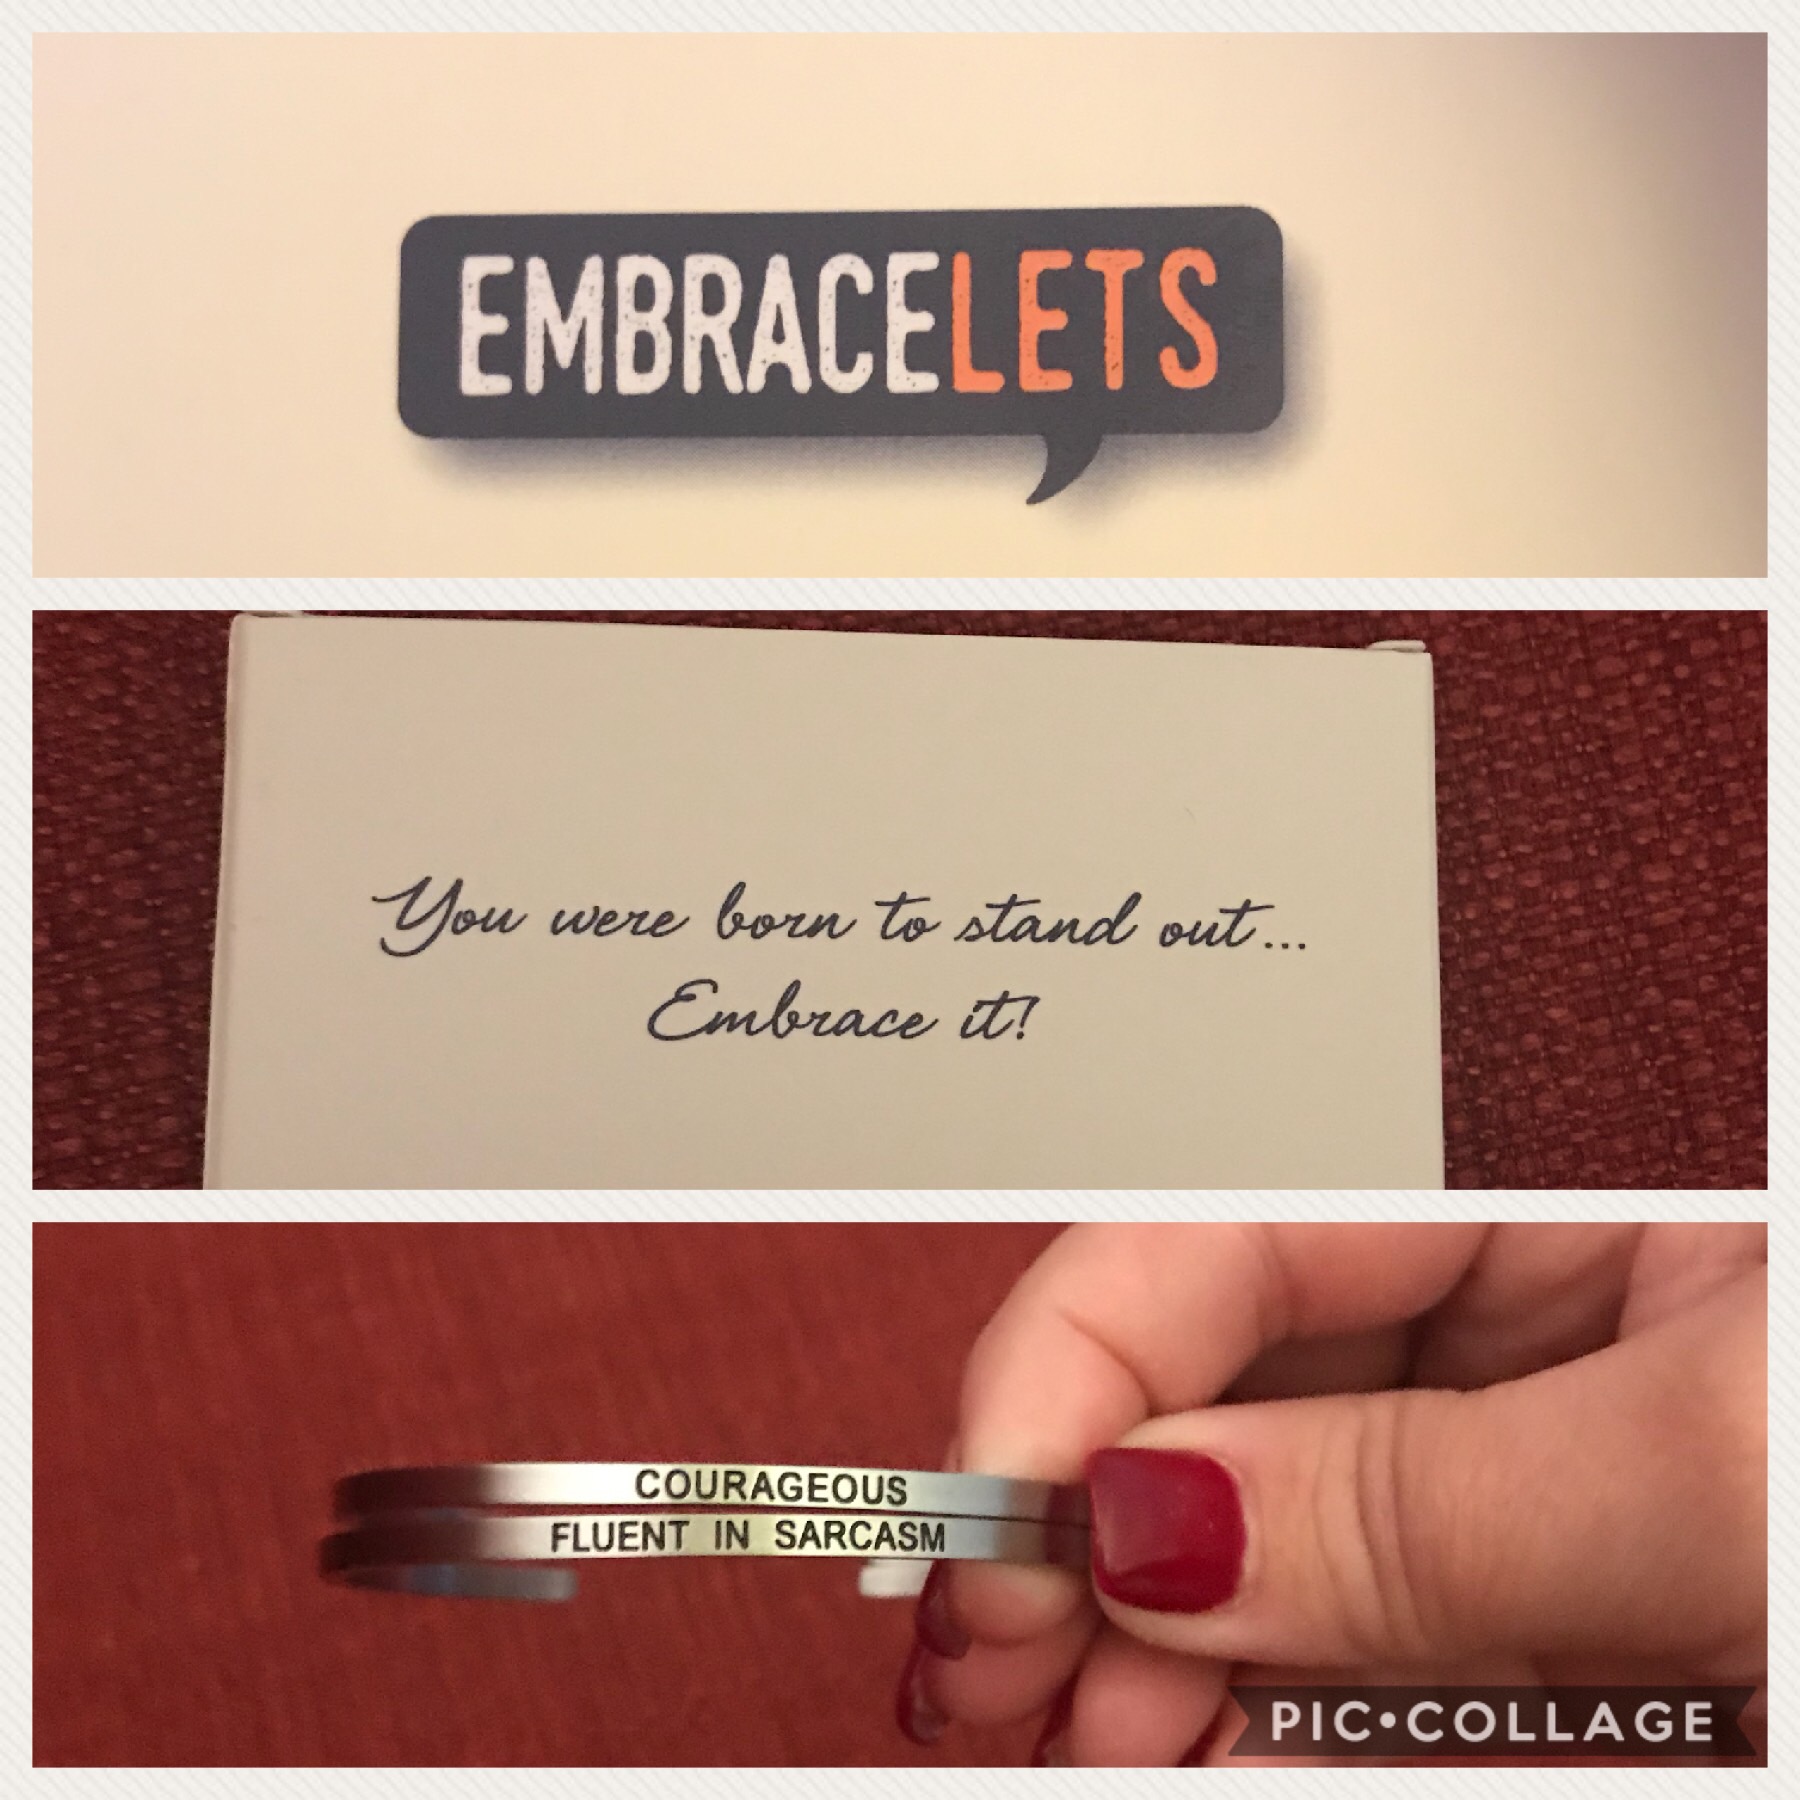 EMBRACELETS
You were born to stand out...
Embrace it!
COURAGEOUS
FLUENT IN SARCASM
PIC•COLLAGE